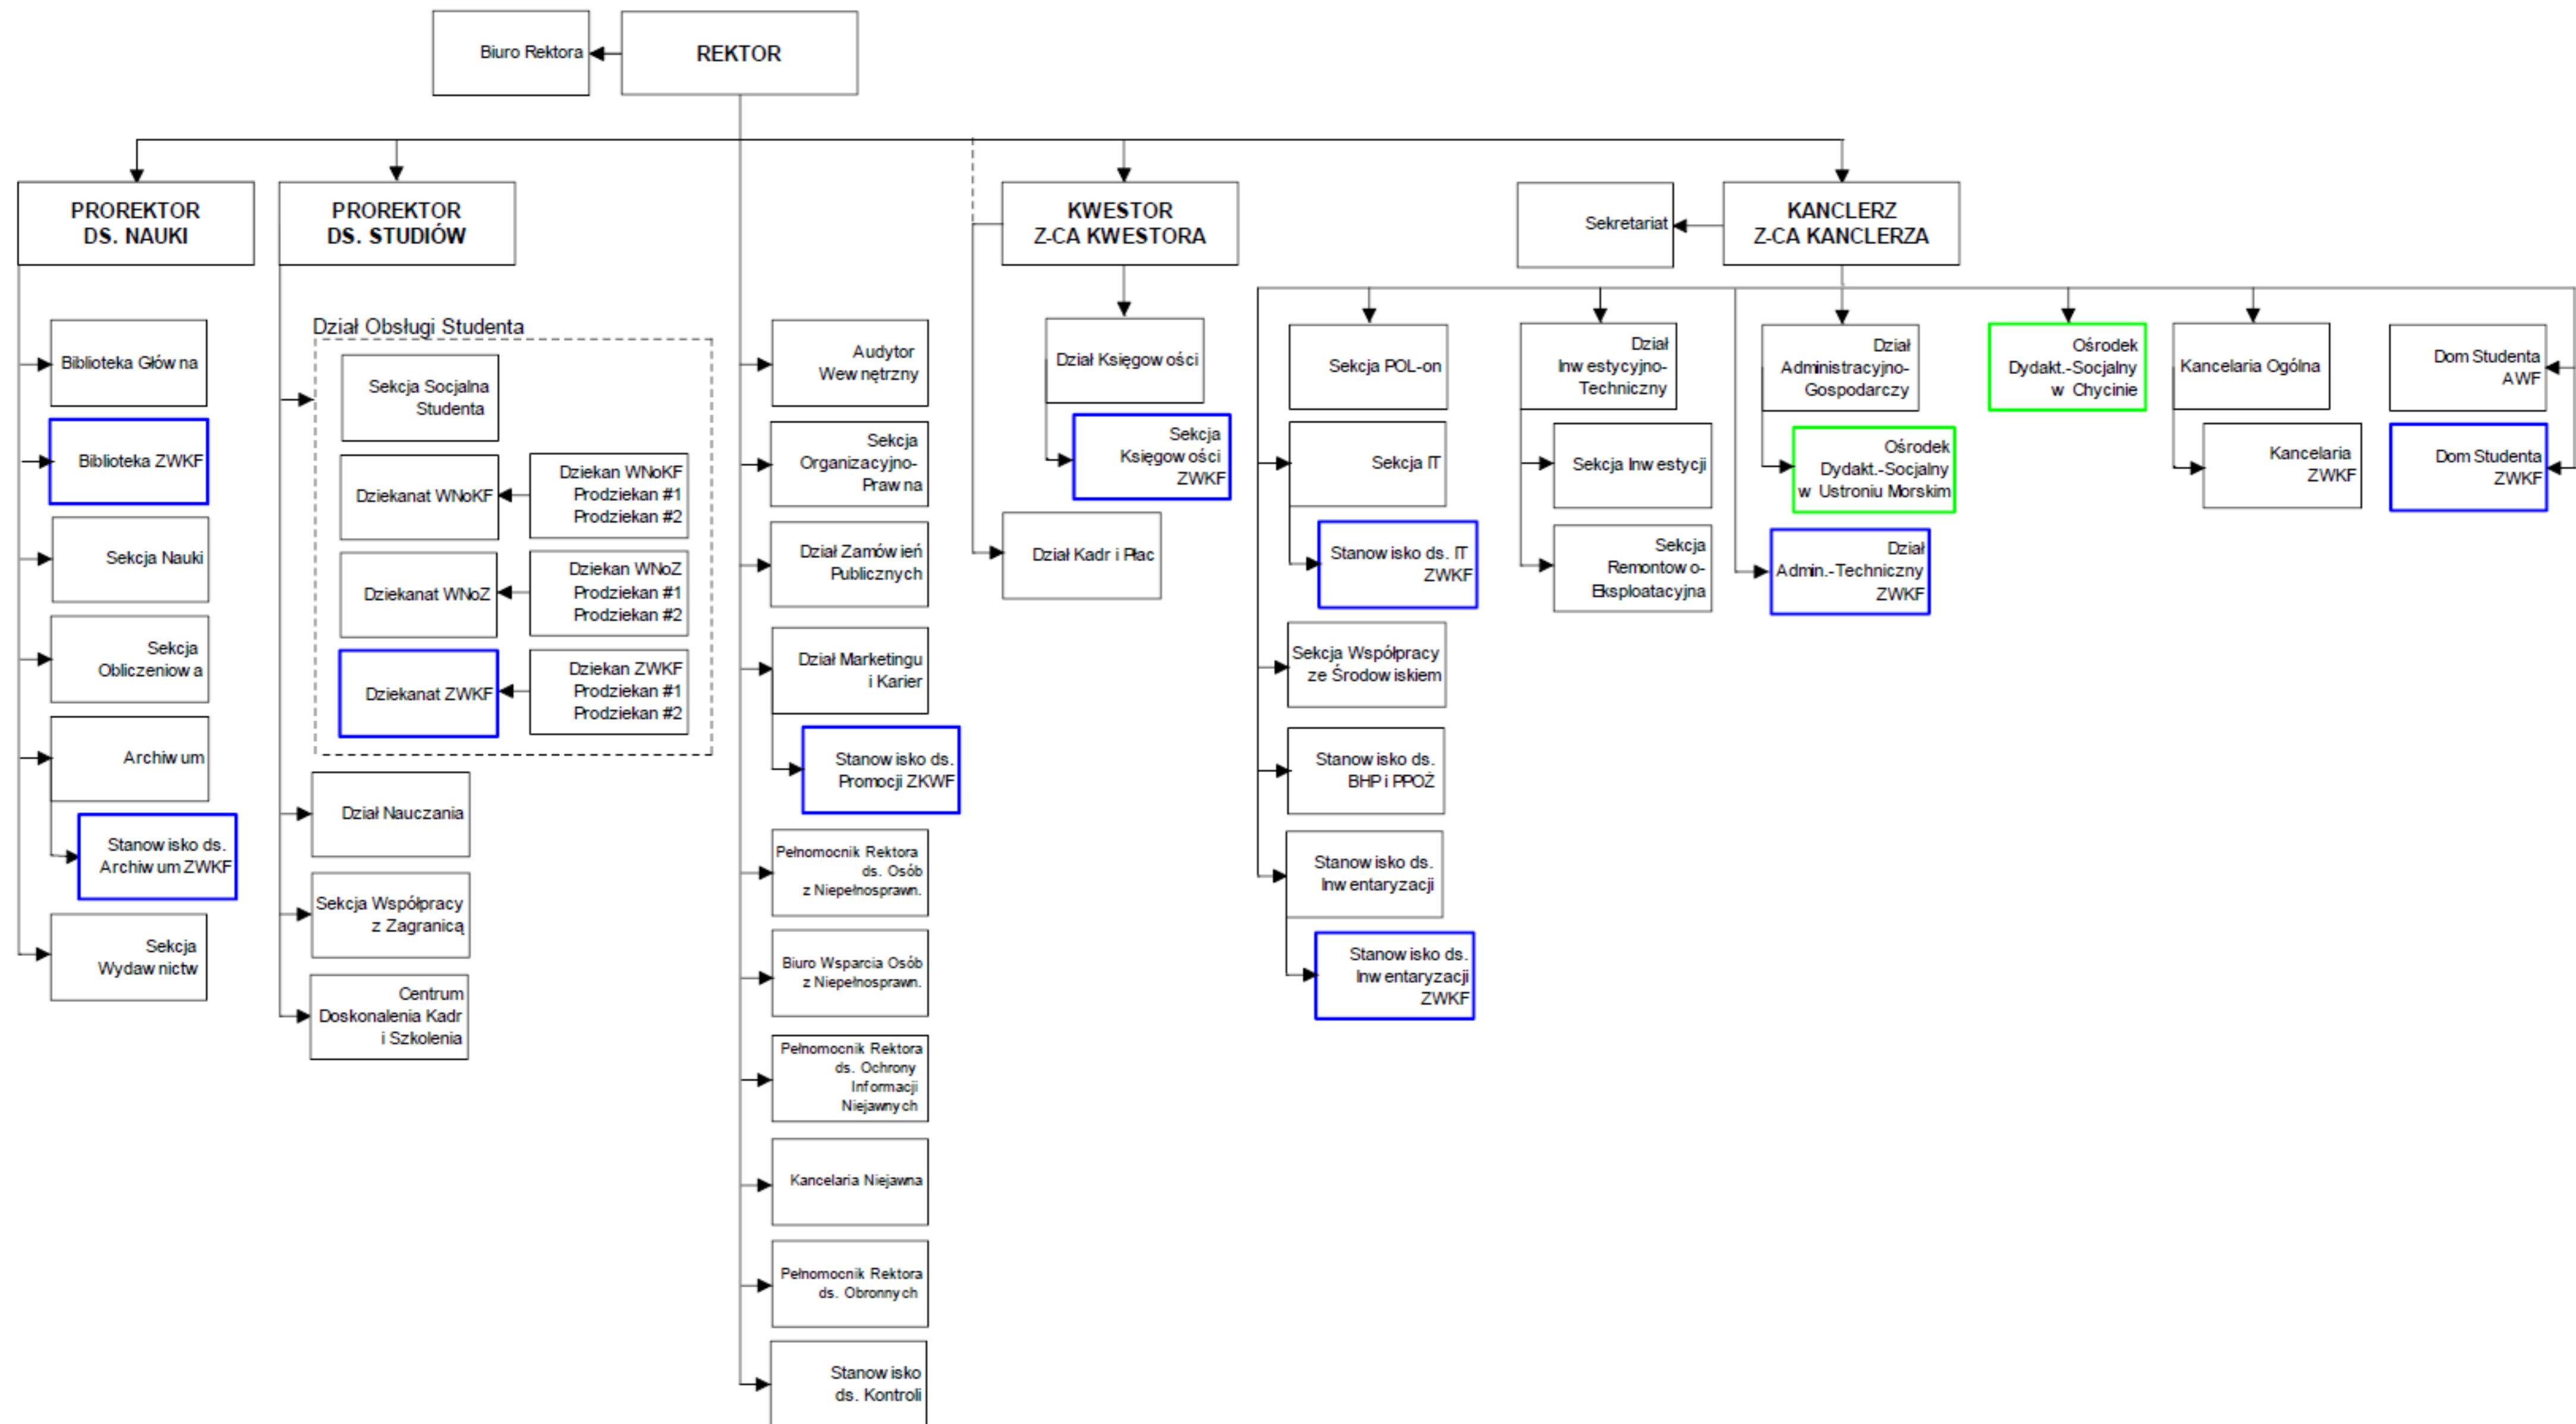 Biuro Rektora
REKTOR
PROREKTOR
DS. NAUKI
PROREKTOR
DS. STUDIÓW
KWESTOR
Z-CA KWESTORA
Sekretariat
KANCLERZ
Z-CA KANCLERZA
Biblioteka Główna
Biblioteka ZWKF
Sekcja Nauki
Sekcja
Obliczeniowa
Archiwum
Stanowisko ds.
Archiwum ZWKF
Sekcja
Wydawnictw
Dział Obsługi Studenta
Sekcja Socjalna
Studenta
Dziekanat WNoKF
Dziekan WNoKF
Prodziekan #1
Prodziekan #2
Dziekanat WNoZ
Dziekan WNoZ
Prodziekan #1
Prodziekan #2
Dziekanat ZWKF
Dziekan ZWKF
Prodziekan #1
Prodziekan #2
Dział Nauczania
Sekcja Współpracy
z Zagranicą
Centrum
Doskonalenia Kadr
i Szkolenia
Audytor
Wewnętrzny
Sekcja
Organizacyjno-
Prawna
Dział Zamówień
Publicznych
Dział Marketingu
i Karier
Stanowisko ds.
Promocji ZKWF
Pełnomocnik Rektora
ds. Osób
z Niepełnosprawn.
Biuro Wsparcia Osób
z Niepełnosprawn.
Pełnomocnik Rektora
ds. Ochrony
Informacji
Niejawnych
Kancelaria Niejawna
Pełnomocnik Rektora
ds. Obronnych
Stanowisko
ds. Kontroli
Dział Księgowości
Sekcja
Księgowości
ZWKF
Dział Kadr i Płac
Sekcja POL-on
Sekcja IT
Stanowisko ds. IT
ZWKF
Sekcja Współpracy
ze Środowiskiem
Stanowisko ds.
BHP i PPOŻ
Stanowisko ds.
Inwentaryzacji
Stanowisko ds.
Inwentaryzacji
ZWKF
Dział
Inwestycyjno-
Techniczny
Sekcja Inwestycji
Sekcja
Remontowo-
Eksploatacyjna
Dział
Administracyjno-
Gospodarczy
Ośrodek
Dydakt.-Socjalny
w Ustroniu Morskim
Dział
Admin.-Techniczny
ZWKF
Ośrodek
Dydakt.-Socjalny
w Chycinie
Kancelaria Ogólna
Kancelaria
ZWKF
Dom Studenta
AWF
Dom Studenta
ZWKF